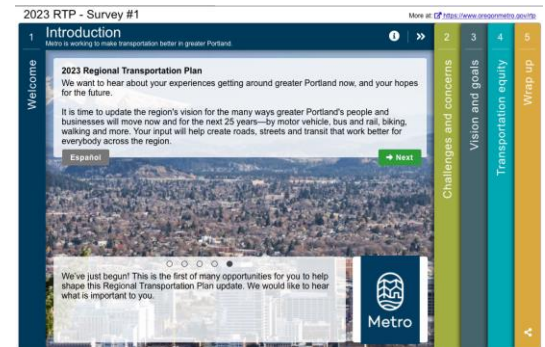 2023 RTP - Survey #1
More at: https://www.oregonmetro.gov/rtp
1
Introduction
Metro is working to make transportation better in greater Portland.
Welcome
2023 Regional Transportation Plan
We want to hear about your experiences getting around greater Portland now, and your hopes
for the future.
It is time to update the region's vision for the many ways greater Portland's people and
businesses will move now and for the next 25 years—by motor vehicle, bus and rail, biking,
walking and more. Your input will help create roads, streets and transit that work better for
everybody across the region.
Español
Next
We've just begun! This is the first of many opportunities for you to help
shape this Regional Transportation Plan update. We would like to hear
what is important to you.
Metro
2
Challenges and concerns
3
Vision and goals
4
Transportation equity
5
Wrap up